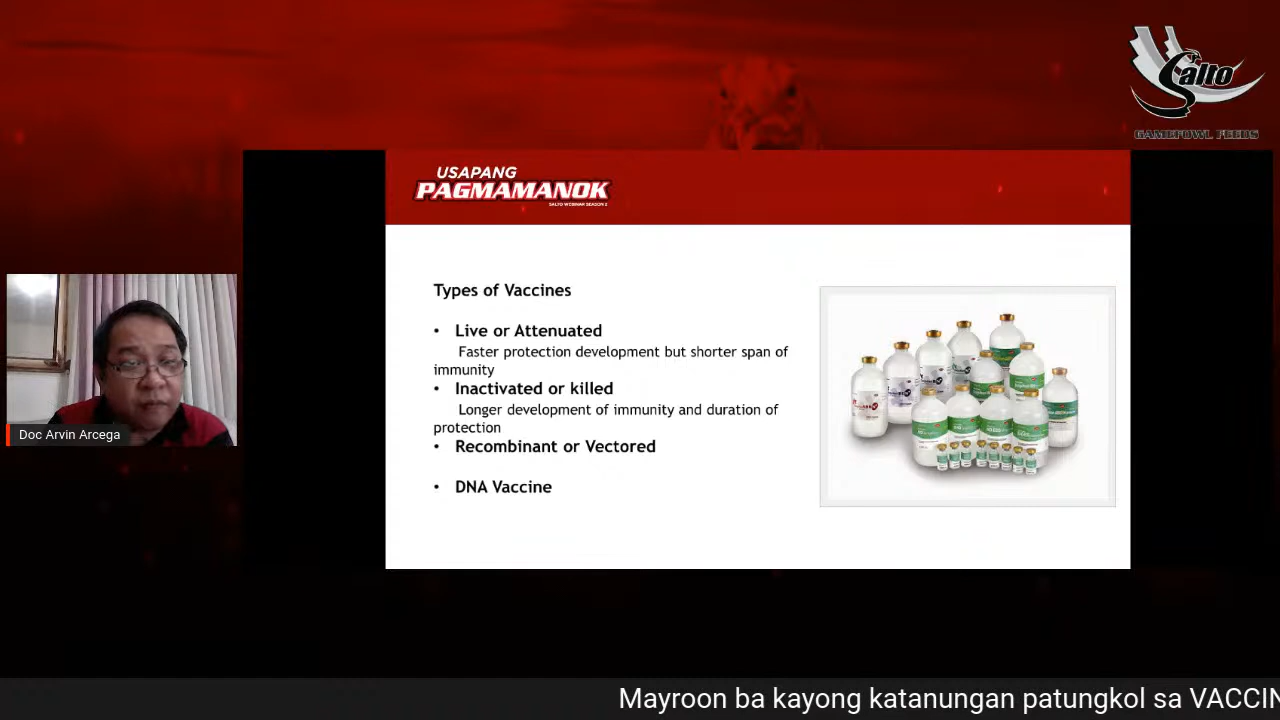 Salto
GAMEFOWL FEEDS
USAPANG
PAGMAMANOK
SALTO WEBINAR SEASON 2
Types of Vaccines
• Live or Attenuated
Faster protection development but shorter span of
immunity
• Inactivated or killed
Longer development of immunity and duration of
protection
• Recombinant or Vectored
• DNA Vaccine
Doc Arvin Arcega
Mayroon ba kayong katanungan patungkol sa VACCIN